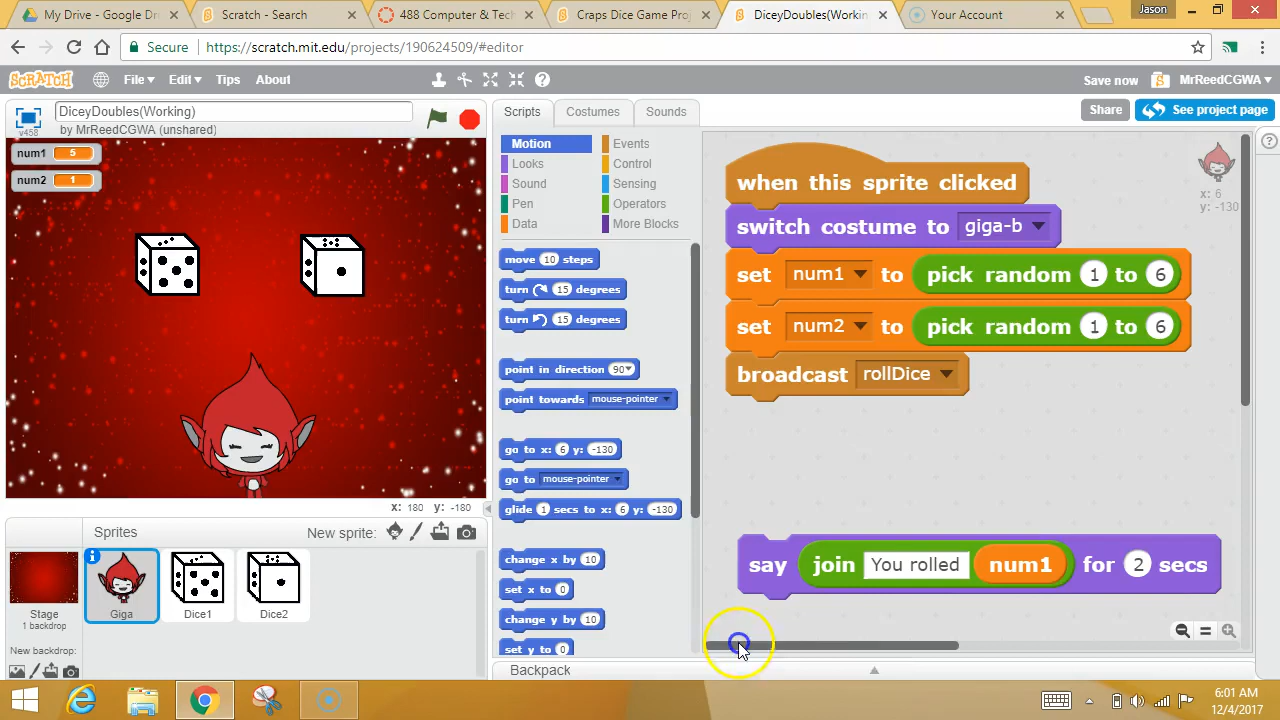 My Drive - Google Dr
Scratch - Search
488 Computer & Tech
Craps Dice Game Proj
DiceyDoubles(Workin
Your Account
Jason
Secure
https://scratch.mit.edu/projects/190624509/#editor
SCRATCH
File
Edit
Tips
About
Save now
MrReedCGWA
v458
DiceyDoubles(Working)
by MrReedCGWA (unshared)
Scripts
Costumes
Sounds
Share
See project page
num1 5
num2 1
Motion
Looks
Sound
Pen
Data
Events
Control
Sensing
Operators
More Blocks
move 10 steps
turn 15 degrees
turn 15 degrees
point in direction 90
point towards mouse-pointer
go to x: 6 y: -130
go to mouse-pointer
glide 1 secs to x: 6 y: -130
change x by 10
set x to 0
change y by 10
set y to 0
when this sprite clicked
switch costume to giga-b
set num1 to pick random 1 to 6
set num2 to pick random 1 to 6
broadcast rollDice
say join You rolled num1 for 2 secs
x: 6
y: -130
x: 180 y: -180
Sprites
New sprite:
Stage
1 backdrop
New backdrop:
Giga
Dice1
Dice2
Backpack
6:01 AM
12/4/2017